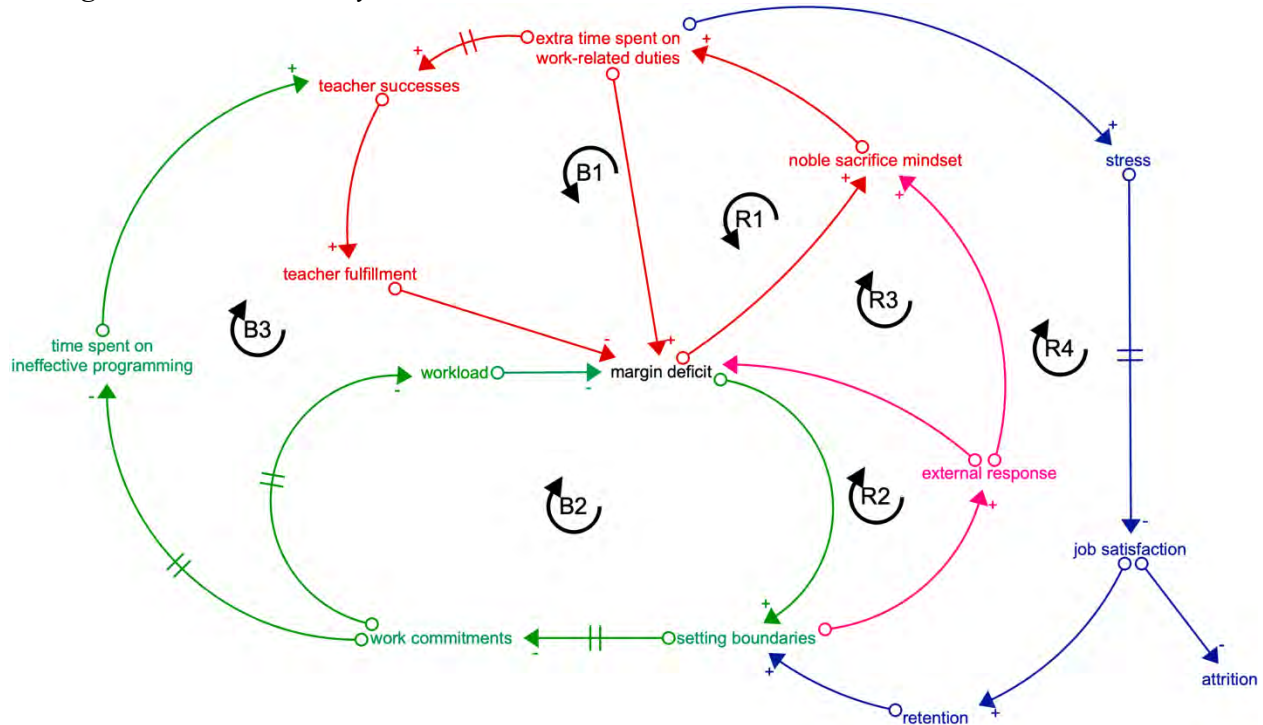 extra time spent on
work-related duties
teacher successes
noble sacrifice mindset
stress
B1
R1
teacher fulfillment
R3
B3
R4
time spent on
ineffective programming
workload
margin deficit
external response
B2
R2
job satisfaction
work commitments
setting boundaries
attrition
retention
+
+
+
+
+
+
+
+
-
+
-
-
-
+
-
+
-
-
+
+